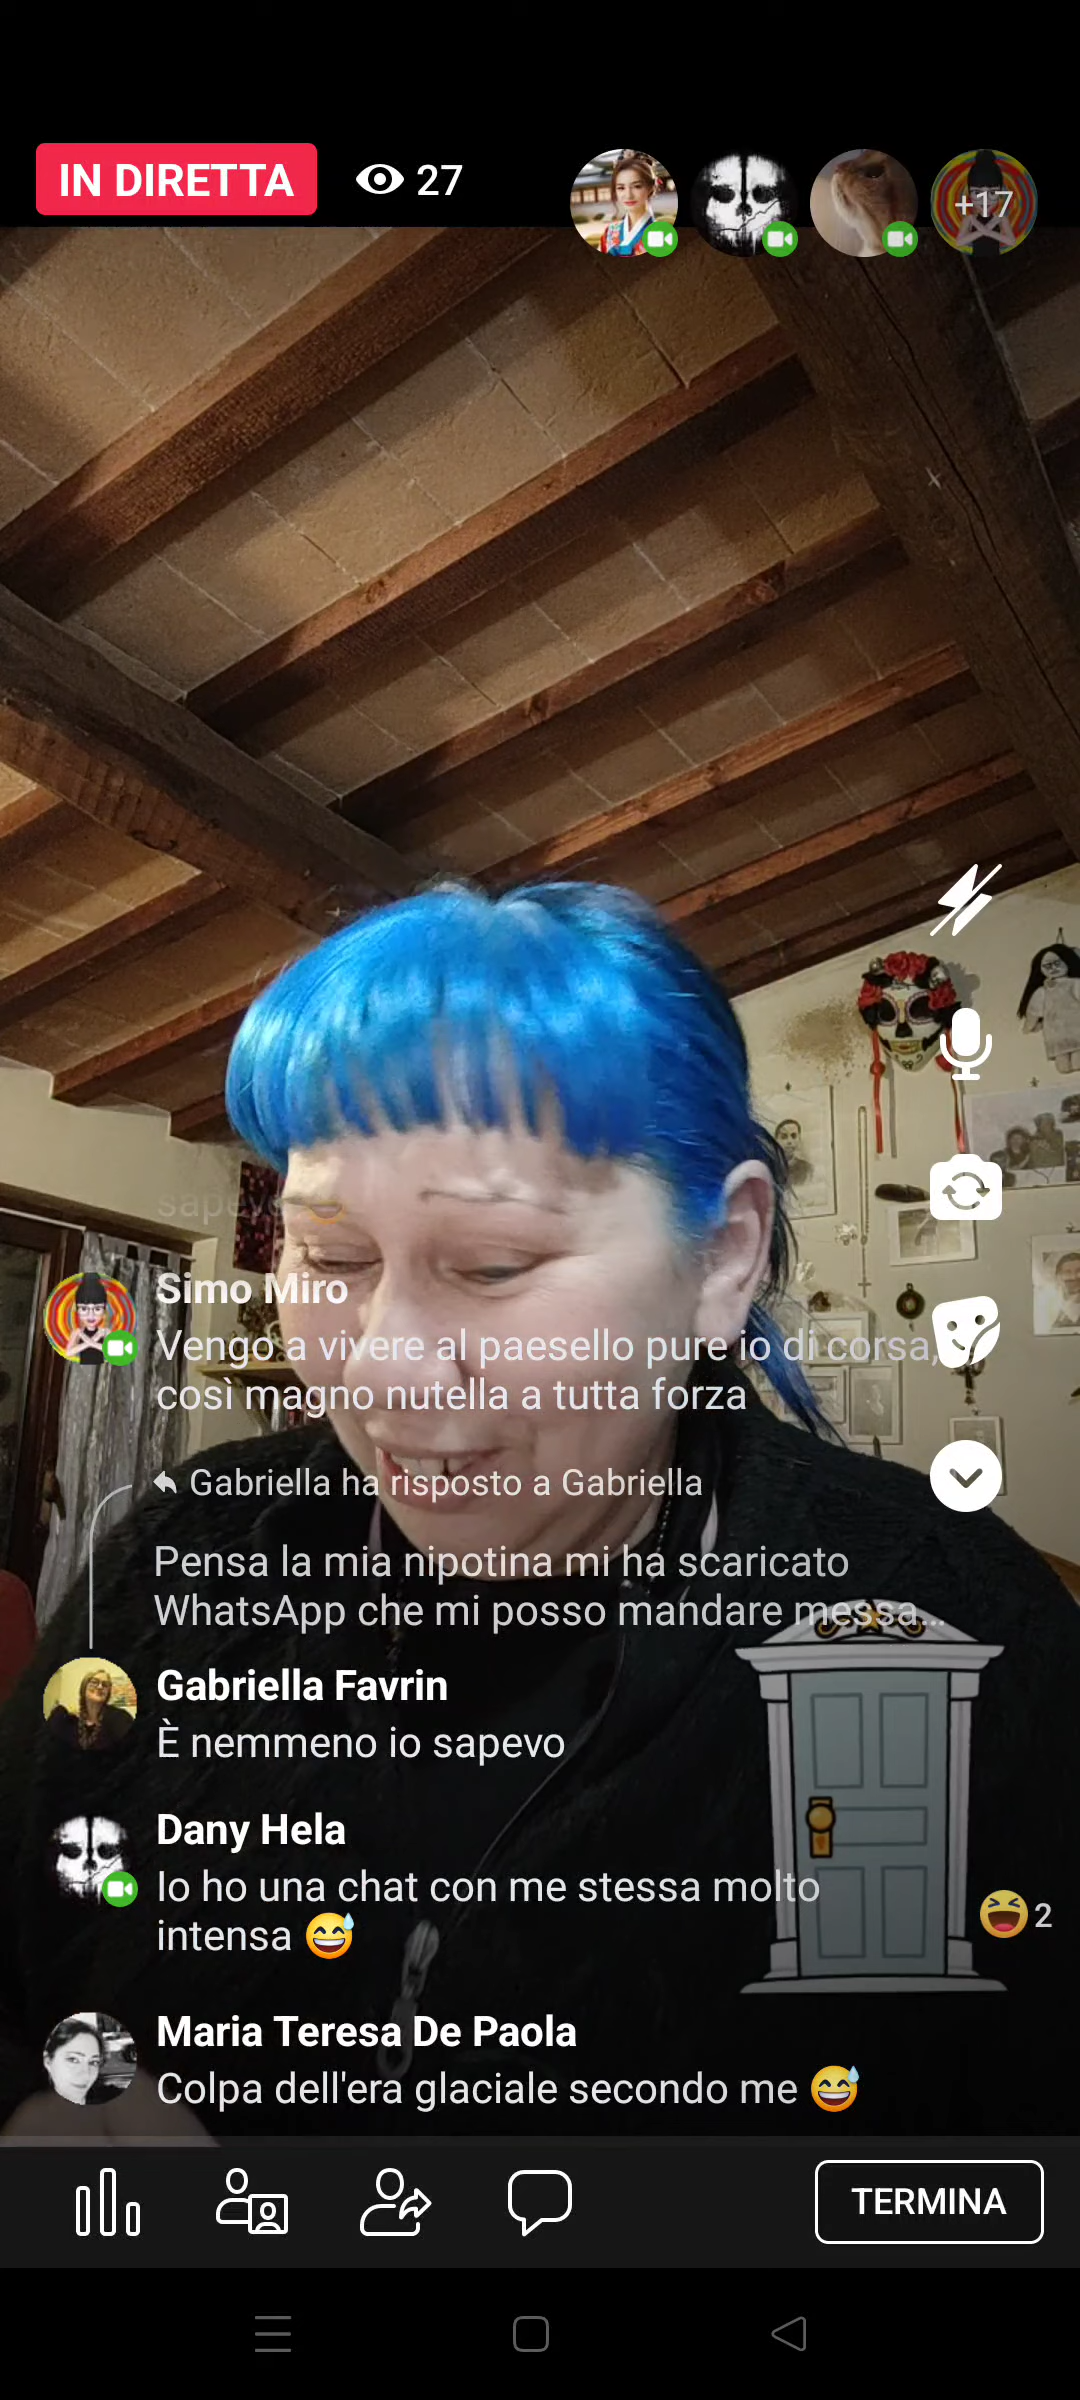 IN DIRETTA
27
+17
sapevo
Simo Miro
Vengo a vivere al paesello pure io di corsa,
così magno nutella a tutta forza
Gabriella ha risposto a Gabriella
Pensa la mia nipotina mi ha scaricato
WhatsApp che mi posso mandare messa...
Gabriella Favrin
È nemmeno io sapevo
Dany Hela
Io ho una chat con me stessa molto
intensa 😅
2
Maria Teresa De Paola
Colpa dell'era glaciale secondo me 😅
TERMINA